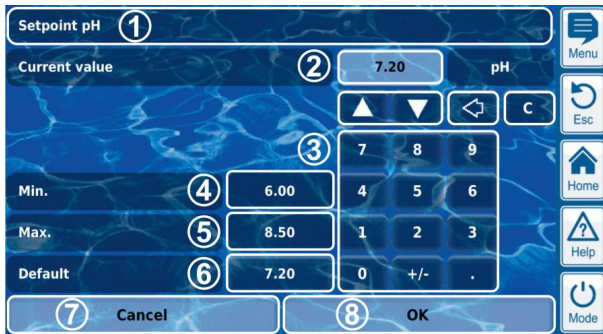 Setpoint pH 1
Current value 2 7.20 pH
C
3 7 8 9
Min. 4 6.00 4 5 6
Max. 5 8.50 1 2 3
Default 6 7.20 0 +/- .
7 Cancel 8 OK
Menu
Esc
Home
?
Help
Mode